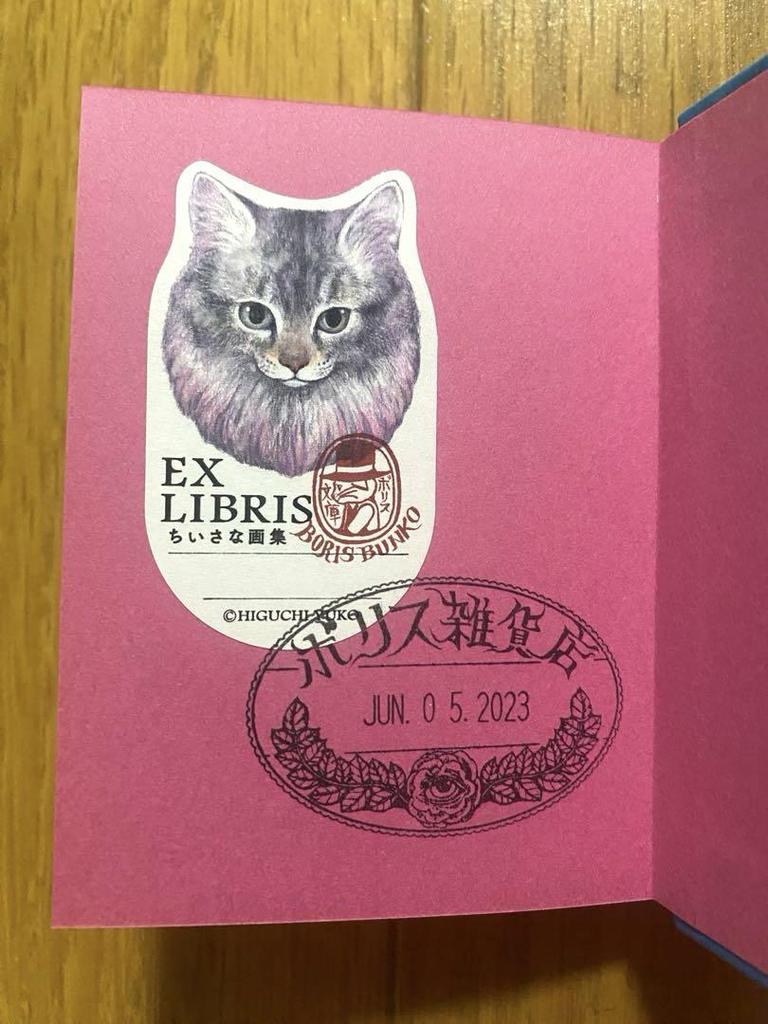 EX
LIBRIS
ちいさな画集
ボリス
文庫
BORIS BUNKO
©HIGUCHI YUKO
ボリス雑貨店
JUN. 0 5. 2023